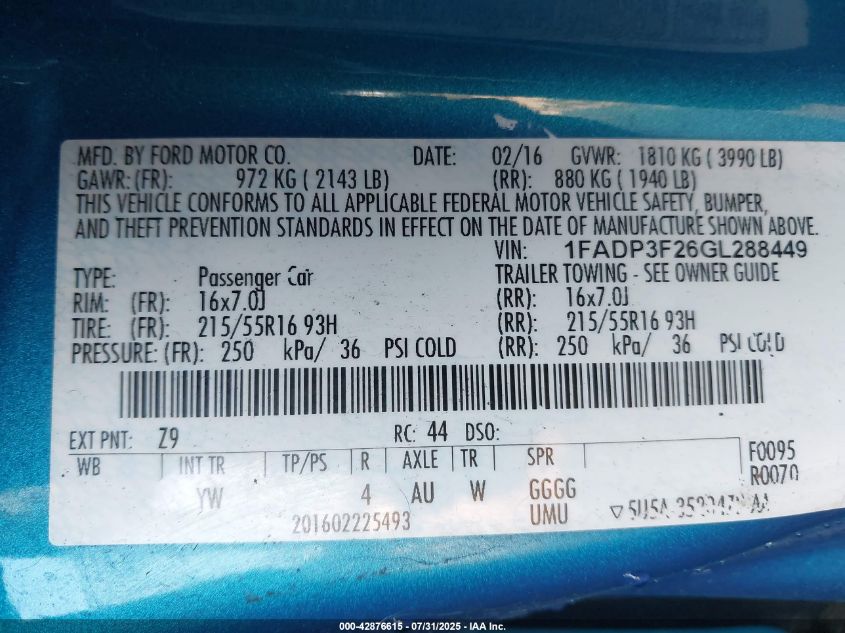 MFD. BY FORD MOTOR CO. DATE: 02/16 GVWR: 1810 KG ( 3990 LB)
GAWR: (FR): 972 KG ( 2143 LB) (RR): 880 KG ( 1940 LB)
THIS VEHICLE CONFORMS TO ALL APPLICABLE FEDERAL MOTOR VEHICLE SAFETY, BUMPER,
AND THEFT PREVENTION STANDARDS IN EFFECT ON THE DATE OF MANUFACTURE SHOWN ABOVE.
VIN: 1FADP3F26GL288449
TYPE: Passenger Car TRAILER TOWING - SEE OWNER GUIDE
RIM: (FR): 16x7.0J (RR): 16x7.0J
TIRE: (FR): 215/55R16 93H (RR): 215/55R16 93H
PRESSURE: (FR): 250 kPa/ 36 PSI COLD (RR): 250 kPa/ 36 PSI COLD
EXT PNT: Z9 RC: 44 DSO:
WB INT TR TP/PS R AXLE TR SPR F0095
YW 4 AU W GGGG R0070
201602225493 UMU
000-42876615 - 07/31/2025 - IAA Inc.